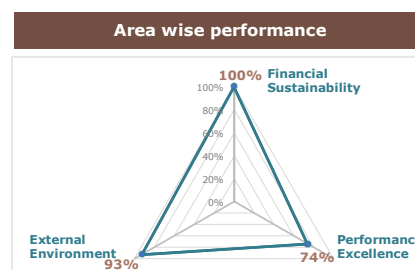 Area wise performance
100% Financial
Sustainability
100%
80%
60%
40%
20%
0%
External
Environment
93%
Performanc
Excellence
74%